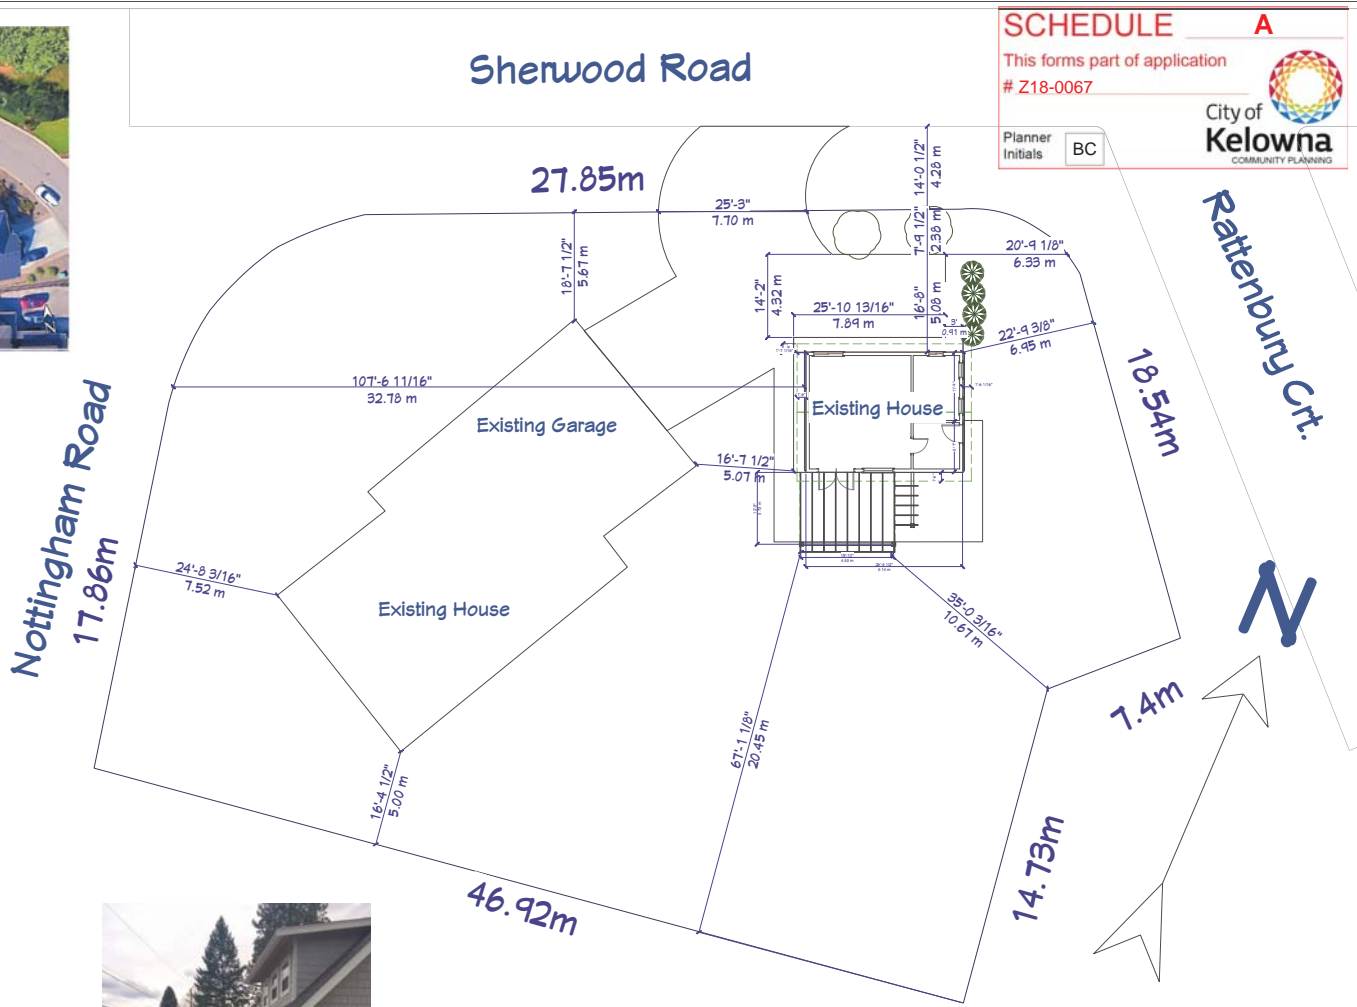 Sherwood Road
SCHEDULE A
This forms part of application
# Z18-0067
City of
Kelowna
COMMUNITY PLANNING
Planner
Initials
BC
27.85m
14'-0 1/2"
4.28 m
25'-3"
7.70 m
7'-9 1/2"
2.38 m
18'-7 1/2"
5.67 m
20'-9 1/8"
6.33 m
14'-2"
4.32 m
16'-8"
5.08 m
25'-10 13/16"
7.89 m
3'
0.91 m
22'-9 3/8"
6.95 m
Rattenbury Crt.
18.54m
107'-6 11/16"
32.78 m
Existing House
Existing Garage
16'-7 1/2"
5.07 m
Nottingham Road
17.86m
24'-8 3/16"
7.52 m
Existing House
35'-0 3/16"
10.67 m
N
7.4m
67'-1 1/8"
20.45 m
16'-4 1/2"
5.00 m
14.73m
46.92m